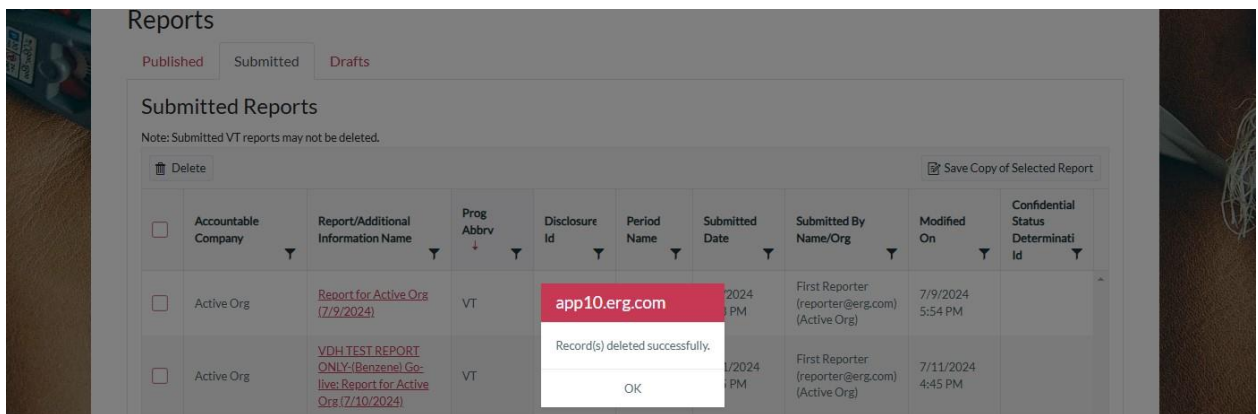 Reports
Published Submitted Drafts
Submitted Reports
Note: Submitted VT reports may not be deleted.
Delete Save Copy of Selected Report
Accountable Company Report/Additional Information Name Prog Abbrv ↓ Disclosure Id Period Name Submitted Date Submitted By Name/Org Modified On Confidential Status Determinati Id
Active Org
Report for Active Org
(7/9/2024)
VT
/2024
PM
First Reporter
(reporter@erg.com)
(Active Org)
7/9/2024
5:54 PM
app10.erg.com
Record(s) deleted successfully.
OK
Active Org
VDH TEST REPORT
ONLY-(Benzene) Go-
live: Report for Active
Org (7/10/2024)
VT
/2024
PM
First Reporter
(reporter@erg.com)
(Active Org)
7/11/2024
4:45 PM